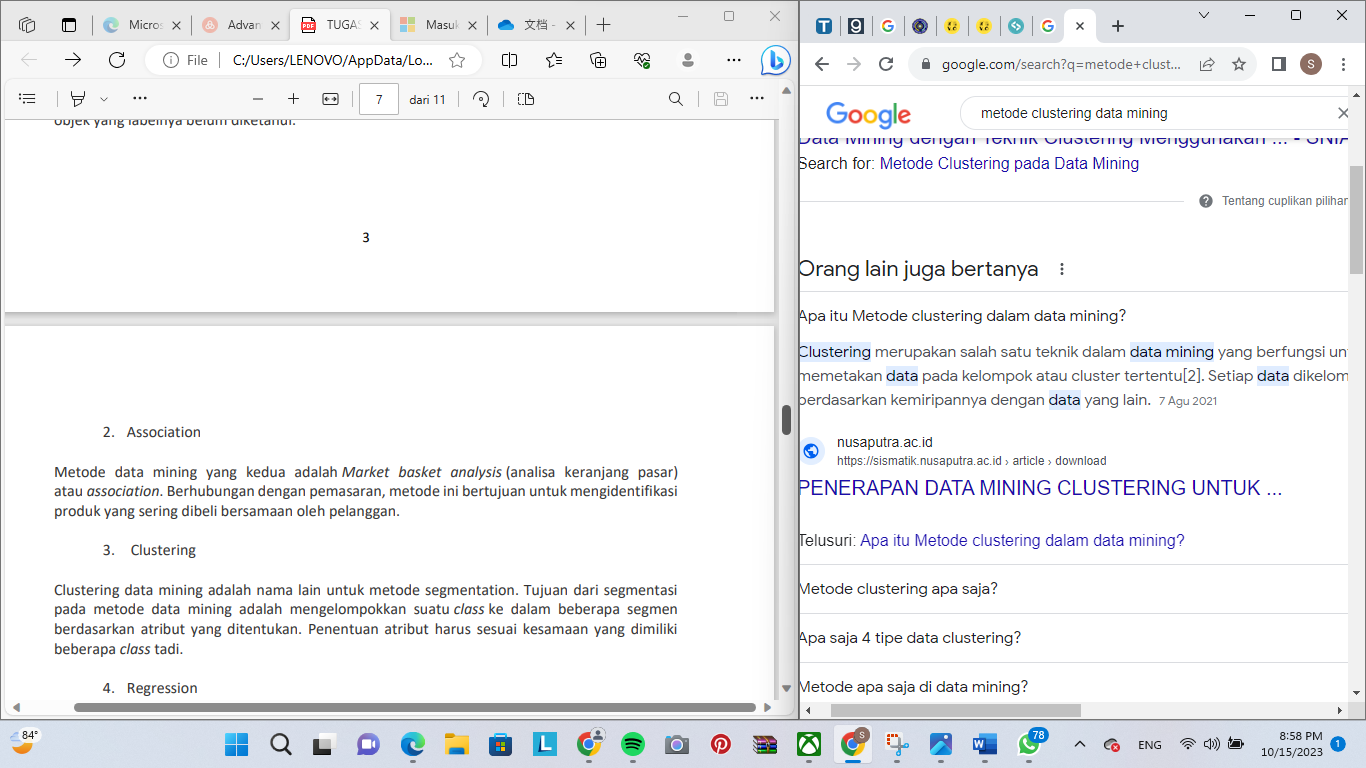 Micros
Advan
TUGAS
Masuk
文档 -
File
C:/Users/LENOVO/AppData/Lo...
7
dari 11
objek yang labelnya belum diketahui.
3
2. Association
Metode data mining yang kedua adalah Market basket analysis (analisa keranjang pasar)
atau association. Berhubungan dengan pemasaran, metode ini bertujuan untuk mengidentifikasi
produk yang sering dibeli bersamaan oleh pelanggan.
3. Clustering
Clustering data mining adalah nama lain untuk metode segmentation. Tujuan dari segmentasi
pada metode data mining adalah mengelompokkan suatu class ke dalam beberapa segmen
berdasarkan atribut yang ditentukan. Penentuan atribut harus sesuai kesamaan yang dimiliki
beberapa class tadi.
4. Regression
google.com/search?q=metode+clust...
S
Google
metode clustering data mining
Data Mining dengan Teknik Clustering Menggunakan ... - SNIA
Search for: Metode Clustering pada Data Mining
Tentang cuplikan pilihan
Orang lain juga bertanya
Apa itu Metode clustering dalam data mining?
Clustering merupakan salah satu teknik dalam data mining yang berfungsi un
memetakan data pada kelompok atau cluster tertentu[2]. Setiap data dikelom
berdasarkan kemiripannya dengan data yang lain. 7 Agu 2021
nusaputra.ac.id
https://sismatik.nusaputra.ac.id › article › download
PENERAPAN DATA MINING CLUSTERING UNTUK ...
Telusuri: Apa itu Metode clustering dalam data mining?
Metode clustering apa saja?
Apa saja 4 tipe data clustering?
Metode apa saja di data mining?
84°
78
ENG
8:58 PM
10/15/2023
1